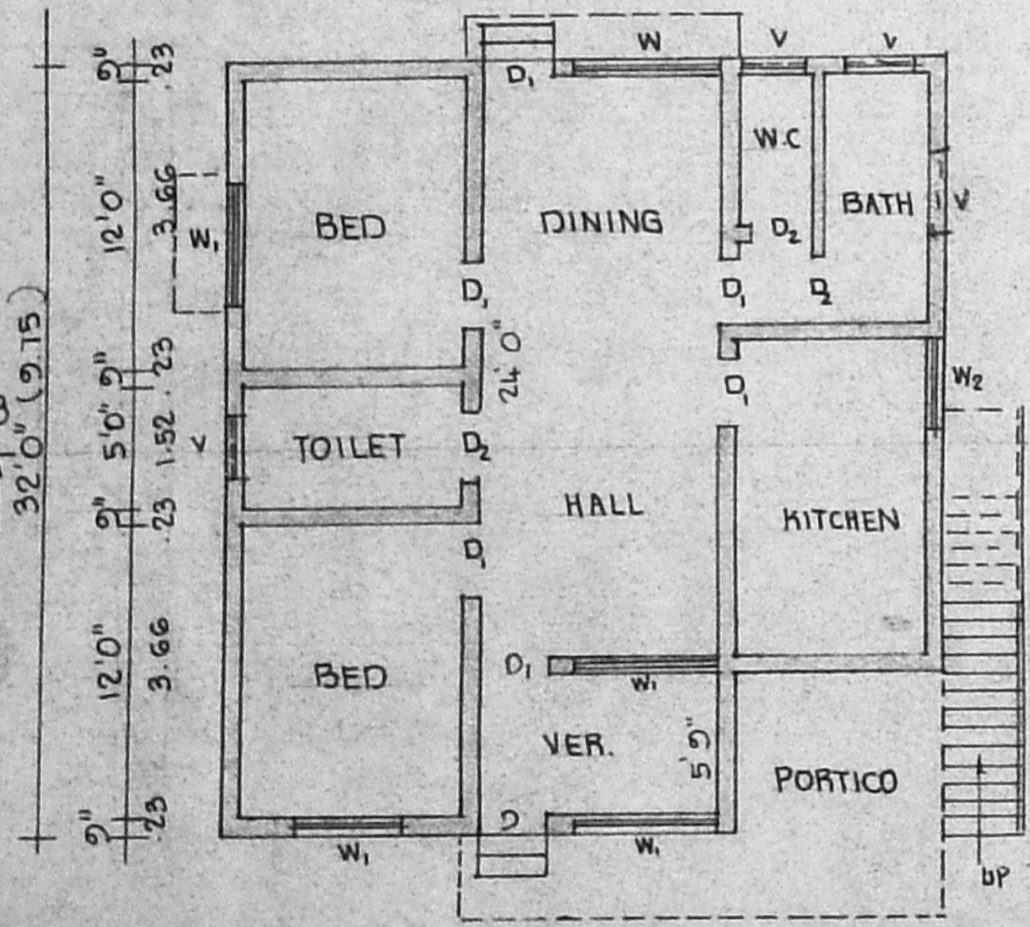 W V V
D₁
9" .23
W.C
12'0" 3.66 W₁ BED DINING D₂ BATH V
D₁ D₁ D₂
32'0" (9.75)
24'0"
9" .23
D₁ W₂
5'0" 1.52 V TOILET D₂
9" .23
HALL KITCHEN
D₁
12'0" 3.66 BED D₁ W₁
VER. 5'9" PORTICO
9" .23
D
W₁ W₁
UP